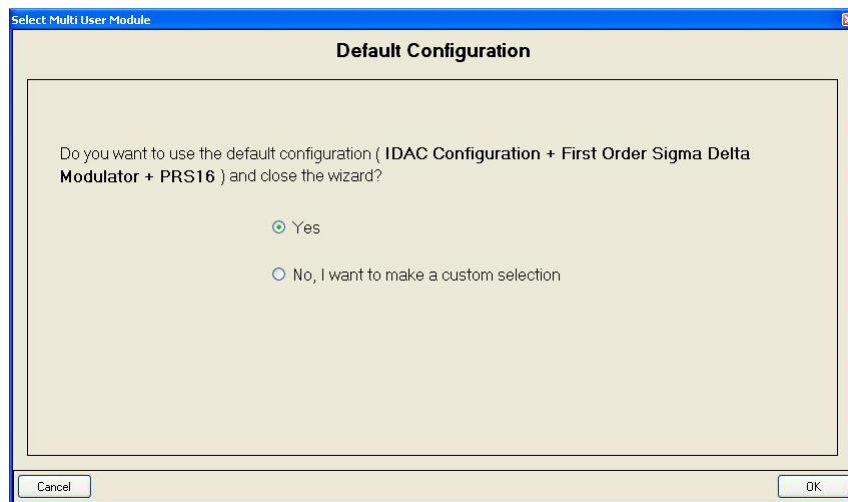 Select Multi User Module
Default Configuration
Do you want to use the default configuration ( IDAC Configuration + First Order Sigma Delta
Modulator + PRS16 ) and close the wizard?
Yes
No, I want to make a custom selection
Cancel
OK